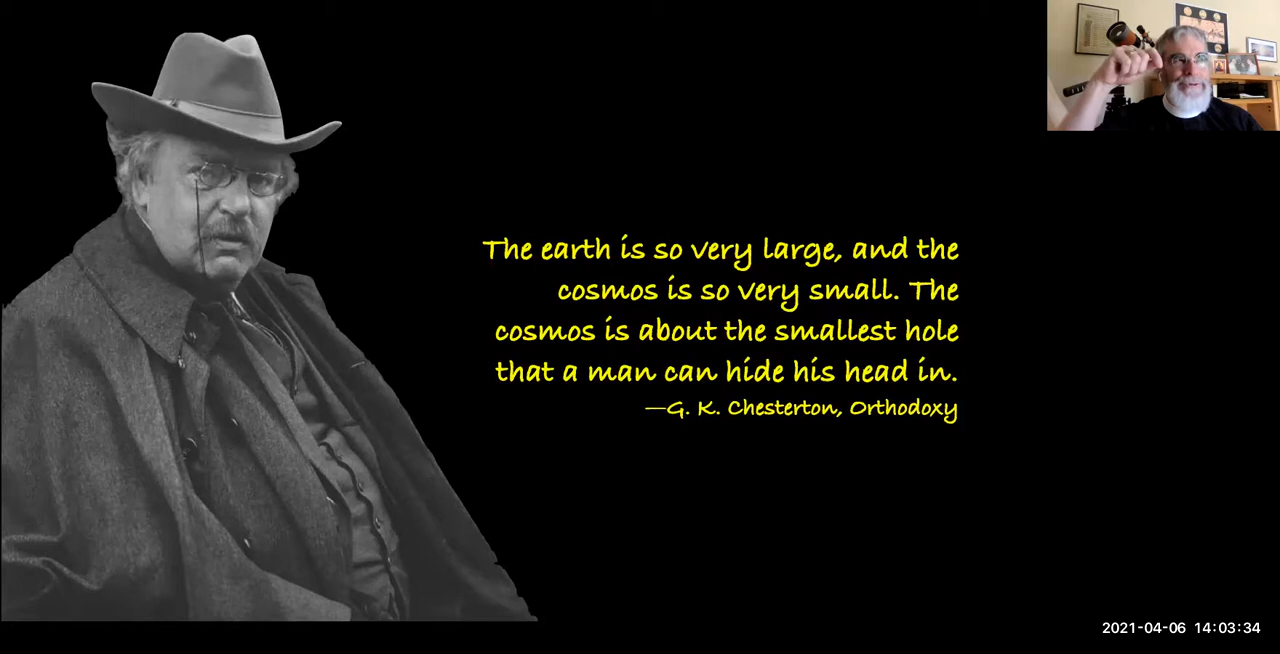 The earth is so very large, and the
cosmos is so very small. The
cosmos is about the smallest hole
that a man can hide his head in.
—G. K. Chesterton, Orthodoxy
2021-04-06 14:03:34